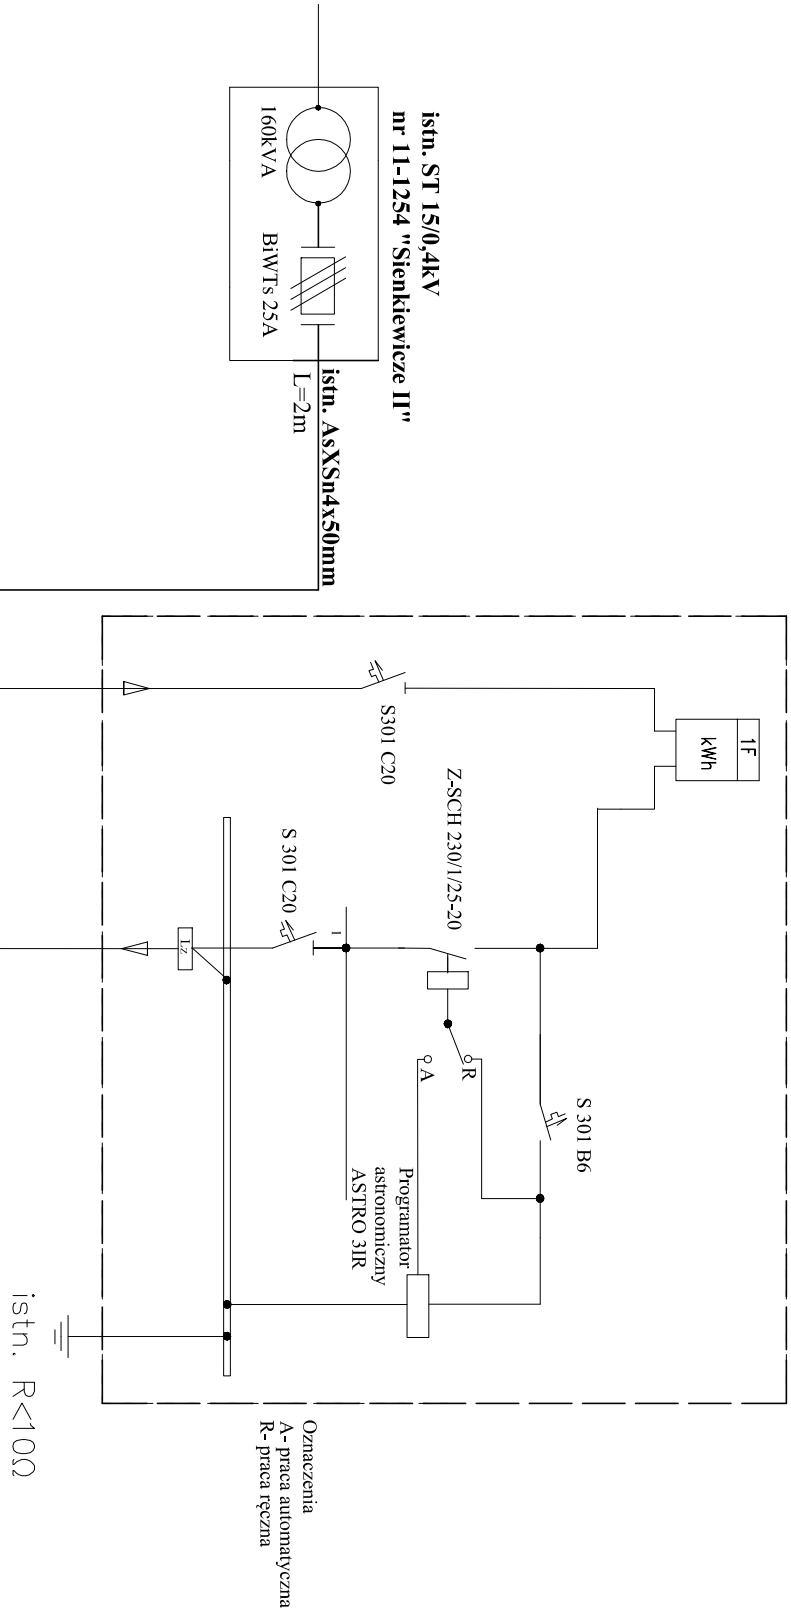 istn. ST 15/0,4kV
nr 11-1254 "Sienkiewicze II"
160kVA
BiWTs 25A
istn. AsXSn4x50mm
L=2m
1F
kWh
S301 C20
Z-SCH 230/1/25-20
S 301 C20
1
Lz
R
A
S 301 B6
Programator
astronomiczny
ASTRO 3IR
istn. R<10Ω
Oznaczenia
A- praca automatyczna
R- praca ręczna